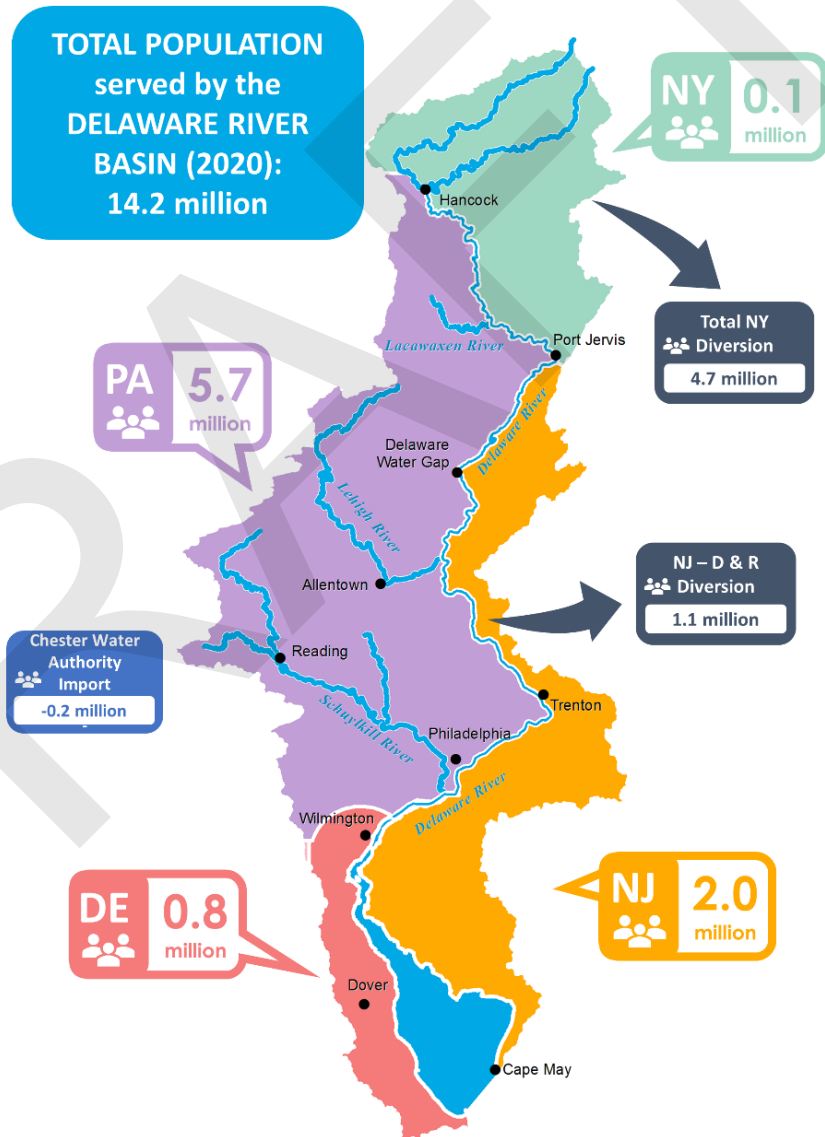 TOTAL POPULATION
served by the
DELAWARE RIVER
BASIN (2020):
14.2 million
NY
0.1
million
Hancock
Total NY
Diversion
4.7 million
Port Jervis
Lacawaxen River
PA
5.7
million
Delaware
Water Gap
Delaware River
Lehigh River
Allentown
NJ – D & R
Diversion
1.1 million
Chester Water
Authority
Import
-0.2 million
-
Reading
Schuylkill River
Trenton
Philadelphia
Delaware River
Wilmington
DE
0.8
million
NJ
2.0
million
Dover
Cape May